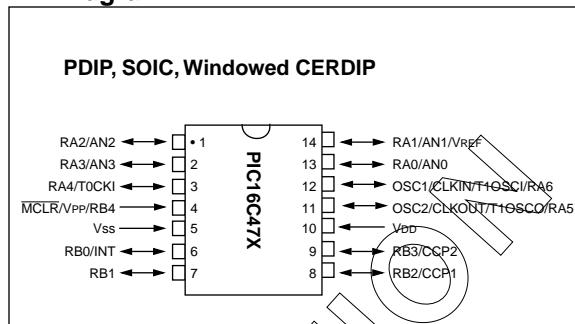 PDIP, SOIC, Windowed CERDIP
RA2/AN2 • 1 14 RA1/AN1/VREF
RA3/AN3 2 13 RA0/AN0
RA4/T0CKI 3 12 OSC1/CLKIN/T1OSCI/RA6
MCLR/VPP/RB4 4 11 OSC2/CLKOUT/T1OSCO/RA5
VSS 5 10 VDD
RB0/INT 6 9 RB3/CCP2
RB1 7 8 RB2/CCP1
PIC16C47X